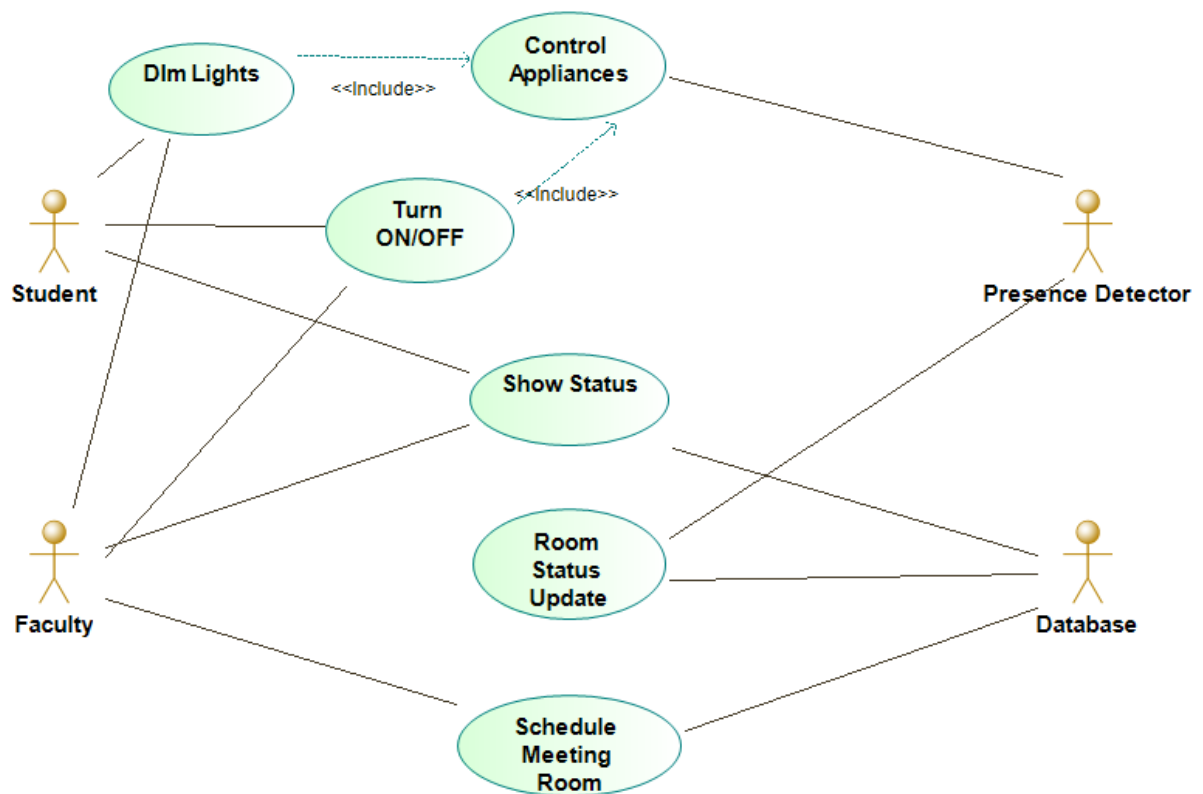 Control
Appliances
DIm Lights
<<Include>>
<<Include>>
Turn
ON/OFF
Student
Presence Detector
Show Status
Room
Status
Update
Faculty
Database
Schedule
Meeting
Room